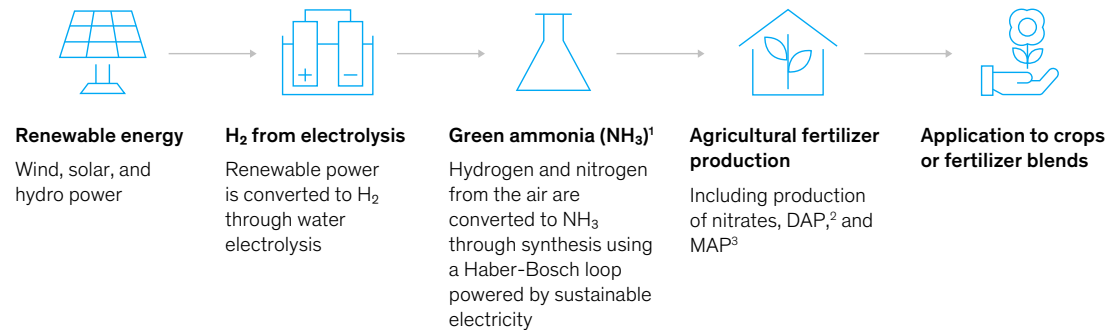 + −
Renewable energy
Wind, solar, and
hydro power
H₂ from electrolysis
Renewable power
is converted to H₂
through water
electrolysis
Green ammonia (NH₃)¹
Hydrogen and nitrogen
from the air are
converted to NH₃
through synthesis using
a Haber-Bosch loop
powered by sustainable
electricity
Agricultural fertilizer
production
Including production
of nitrates, DAP,² and
MAP³
Application to crops
or fertilizer blends